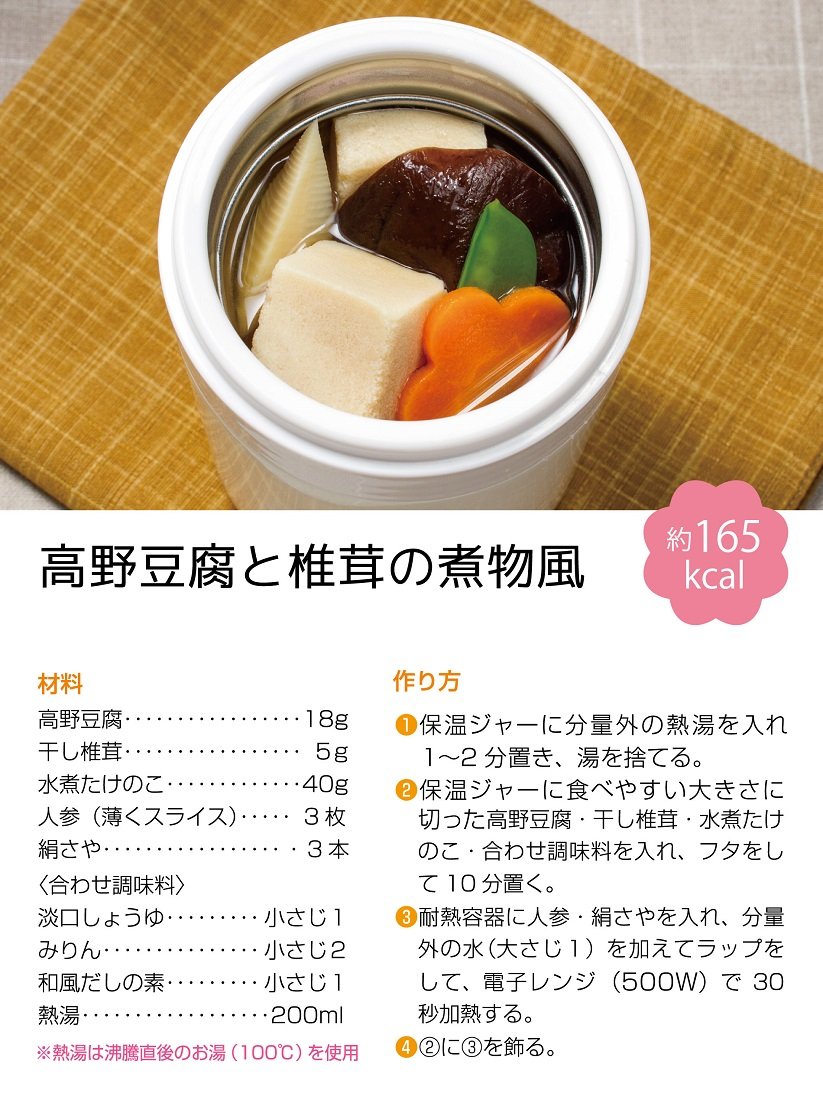 高野豆腐と椎茸の煮物風
約165
kcal
材料
高野豆腐・・・・・・・・・・・・・・・・・18g
干し椎茸・・・・・・・・・・・・・・・・・ 5g
水煮たけのこ・・・・・・・・・・・・・40g
人参（薄くスライス）・・・・・ 3枚
絹さや・・・・・・・・・・・・・・・・・ ・ 3本
〈合わせ調味料〉
淡口しょうゆ・・・・・・・・・ 小さじ1
みりん・・・・・・・・・・・・・・・ 小さじ2
和風だしの素・・・・・・・・・ 小さじ1
熱湯・・・・・・・・・・・・・・・・・・200ml
※熱湯は沸騰直後のお湯（100℃）を使用
作り方
❶保温ジャーに分量外の熱湯を入れ
1〜2 分置き、湯を捨てる。
❷保温ジャーに食べやすい大きさに
切った高野豆腐・干し椎茸・水煮たけ
のこ・合わせ調味料を入れ、フタをし
て 10 分置く。
❸耐熱容器に人参・絹さやを入れ、分量
外の水（大さじ1）を加えてラップを
して、電子レンジ（500W）で 30
秒加熱する。
❹②に③を飾る。